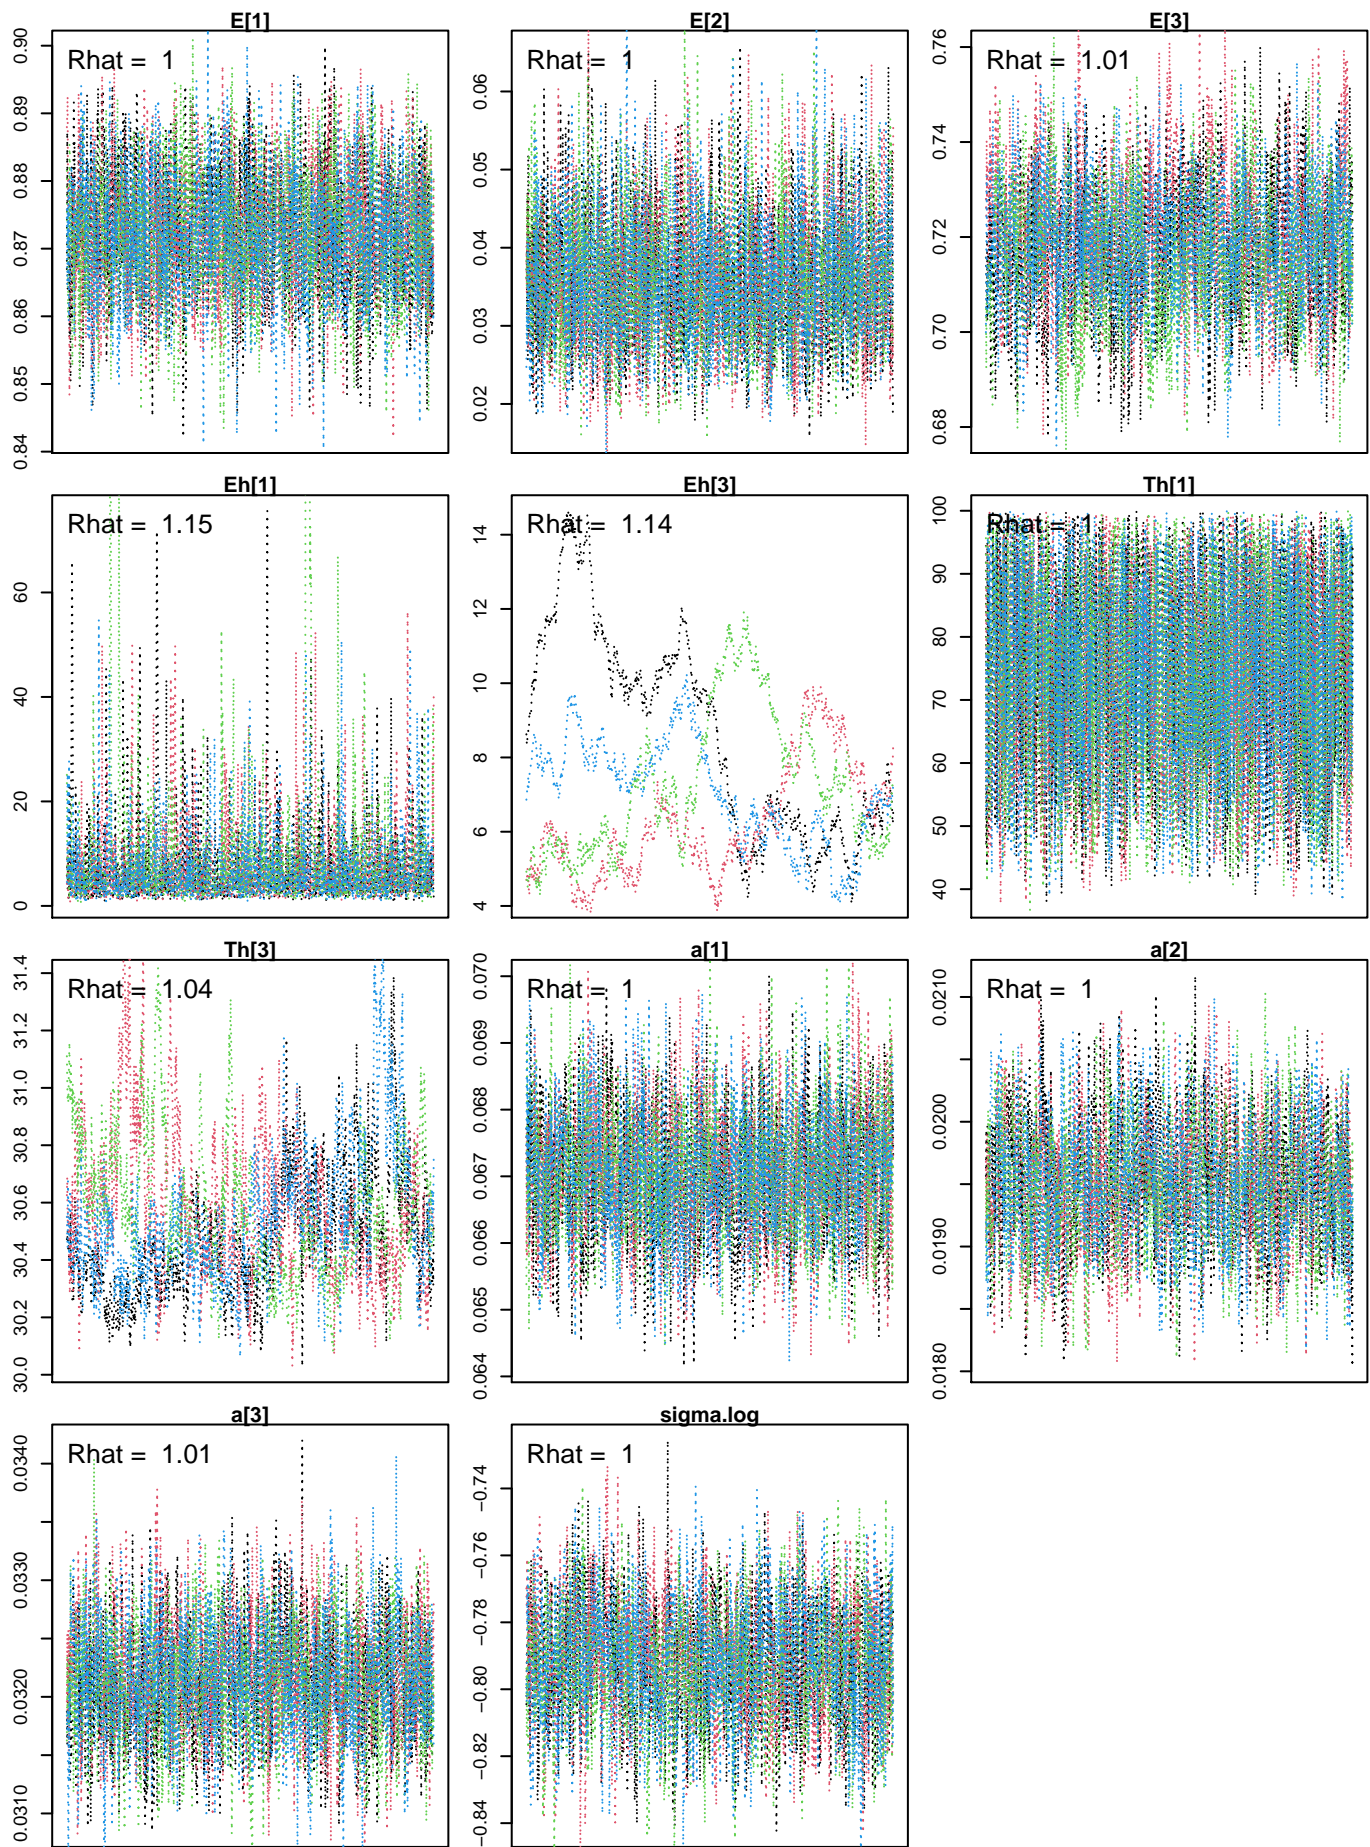 E[1]
Rhat = 1
0.90
0.89
0.88
0.87
0.86
0.85
0.84
E[2]
Rhat = 1
0.06
0.05
0.04
0.03
0.02
E[3]
Rhat = 1.01
0.76
0.74
0.72
0.70
0.68
Eh[1]
Rhat = 1.15
60
40
20
0
Eh[3]
Rhat = 1.14
14
12
10
8
6
4
Th[1]
Rhat = 1
100
90
80
70
60
50
40
Th[3]
Rhat = 1.04
31.4
31.2
31.0
30.8
30.6
30.4
30.2
30.0
a[1]
Rhat = 1
0.070
0.069
0.068
0.067
0.066
0.065
0.064
a[2]
Rhat = 1
0.0210
0.0200
0.0190
0.0180
a[3]
Rhat = 1.01
0.0340
0.0330
0.0320
0.0310
sigma.log
Rhat = 1
−0.74
−0.76
−0.78
−0.80
−0.82
−0.84